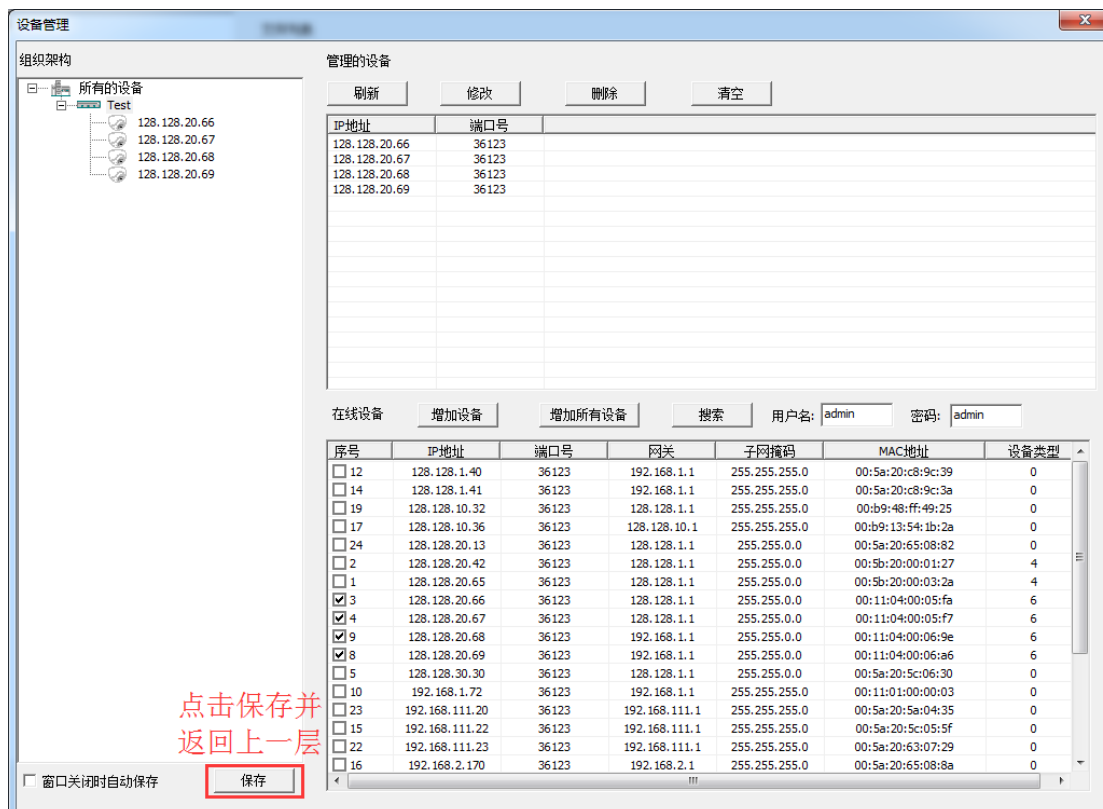 设备管理
组织架构
所有的设备
Test
128.128.20.66
128.128.20.67
128.128.20.68
128.128.20.69
点击保存并
返回上一层
窗口关闭时自动保存 保存
管理的设备
刷新 修改 删除 清空
IP地址 端口号
128.128.20.66 36123
128.128.20.67 36123
128.128.20.68 36123
128.128.20.69 36123
在线设备 增加设备 增加所有设备 搜索 用户名: admin 密码: admin
序号 IP地址 端口号 网关 子网掩码 MAC地址 设备类型
12 128.128.1.40 36123 192.168.1.1 255.255.255.0 00:5a:20:c8:9c:39 0
14 128.128.1.41 36123 192.168.1.1 255.255.255.0 00:5a:20:c8:9c:3a 0
19 128.128.10.32 36123 128.128.1.1 255.255.255.0 00:b9:48:ff:49:25 0
17 128.128.10.36 36123 128.128.10.1 255.255.255.0 00:b9:13:54:1b:2a 0
24 128.128.20.13 36123 128.128.1.1 255.255.0.0 00:5a:20:65:08:82 0
2 128.128.20.42 36123 128.128.1.1 255.255.0.0 00:5b:20:00:01:27 4
1 128.128.20.65 36123 128.128.1.1 255.255.0.0 00:5b:20:00:03:2a 4
3 128.128.20.66 36123 128.128.1.1 255.255.0.0 00:11:04:00:05:fa 6
4 128.128.20.67 36123 128.128.1.1 255.255.0.0 00:11:04:00:05:f7 6
9 128.128.20.68 36123 192.168.1.1 255.255.0.0 00:11:04:00:06:9e 6
8 128.128.20.69 36123 192.168.1.1 255.255.0.0 00:11:04:00:06:a6 6
5 128.128.30.30 36123 128.128.1.1 255.255.0.0 00:5a:20:5c:06:30 0
10 192.168.1.72 36123 192.168.1.1 255.255.255.0 00:11:01:00:00:03 0
23 192.168.111.20 36123 192.168.111.1 255.255.255.0 00:5a:20:5a:04:35 0
15 192.168.111.22 36123 192.168.111.1 255.255.255.0 00:5a:20:5c:05:5f 0
22 192.168.111.23 36123 192.168.111.1 255.255.255.0 00:5a:20:63:07:29 0
16 192.168.2.170 36123 192.168.2.1 255.255.255.0 00:5a:20:65:08:8a 0